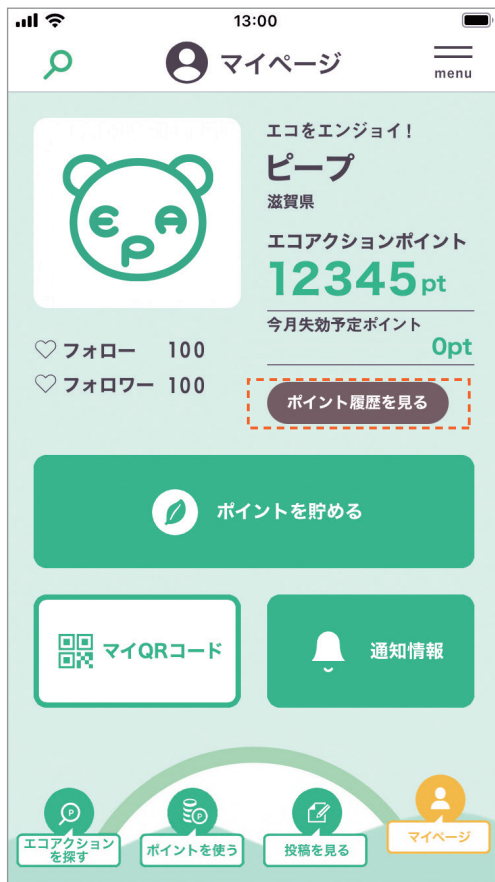 13:00
マイページ
menu
EPA
エコをエンジョイ!
ピープ
滋賀県
エコアクションポイント
12345pt
今月失効予定ポイント
0pt
フォロー 100
フォロワー 100
ポイント履歴を見る
ポイントを貯める
マイQRコード
通知情報
P
P
エコアクション
を探す
ポイントを使う
投稿を見る
マイページ